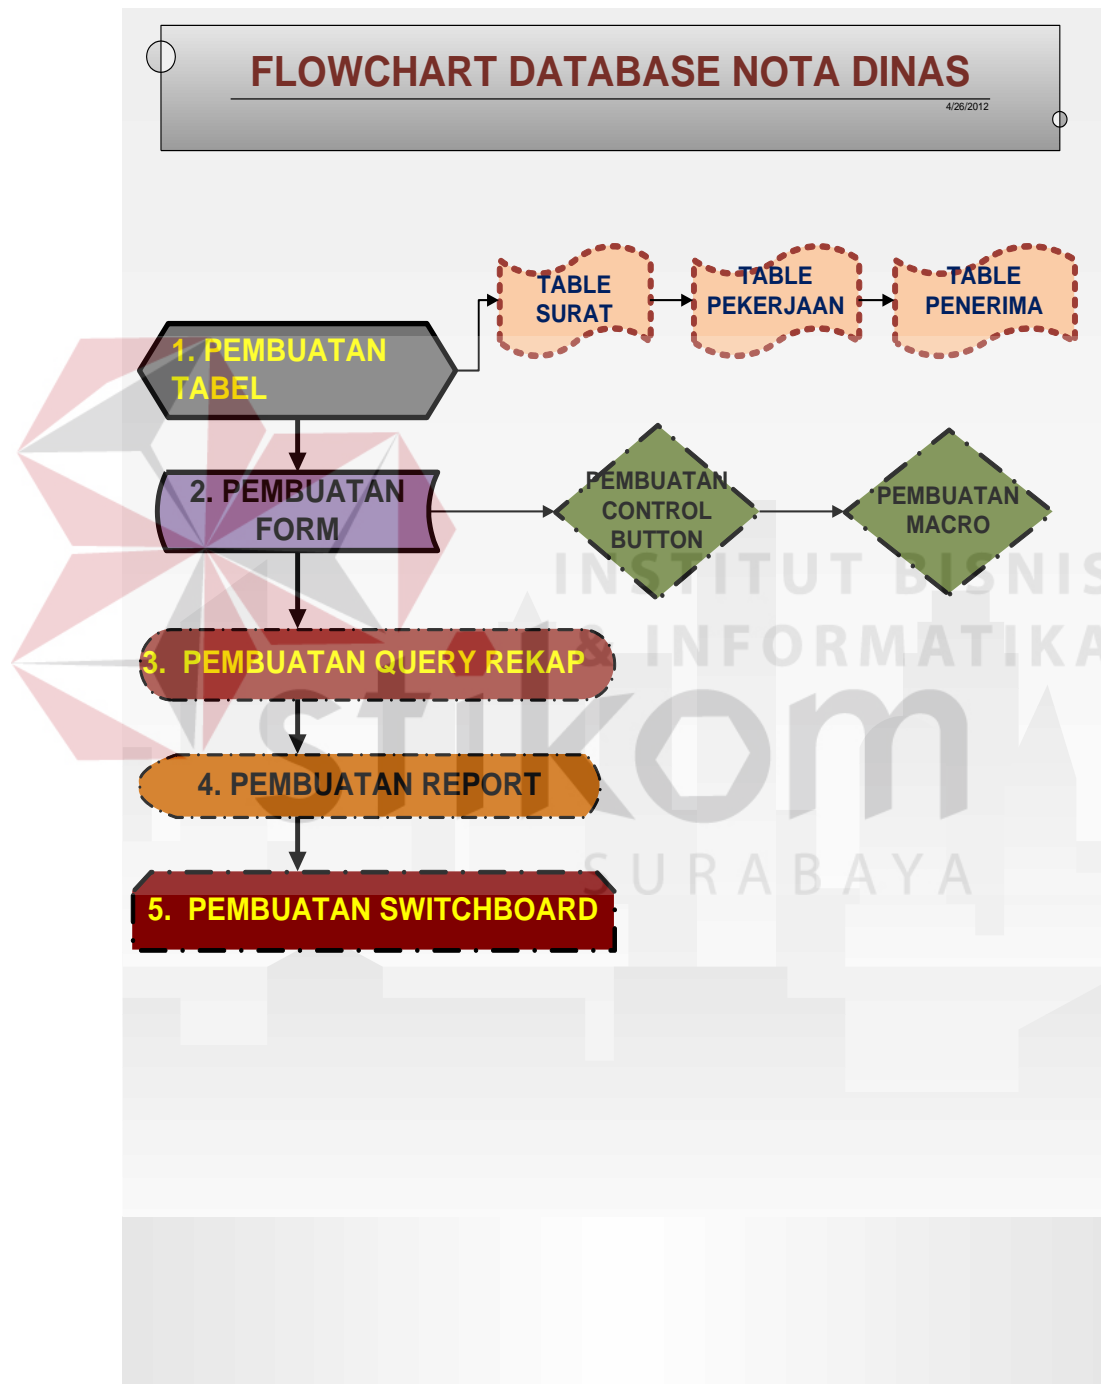 FLOWCHART DATABASE NOTA DINAS
4/26/2012
TABLE
SURAT
TABLE
PEKERJAAN
TABLE
PENERIMA
1. PEMBUATAN
TABEL
2. PEMBUATAN
FORM
PEMBUATAN
CONTROL
BUTTON
PEMBUATAN
MACRO
INSTITUT BISNIS
& INFORMATIKA
3. PEMBUATAN QUERY REKAP
stikom
4. PEMBUATAN REPORT
SURABAYA
5. PEMBUATAN SWITCHBOARD